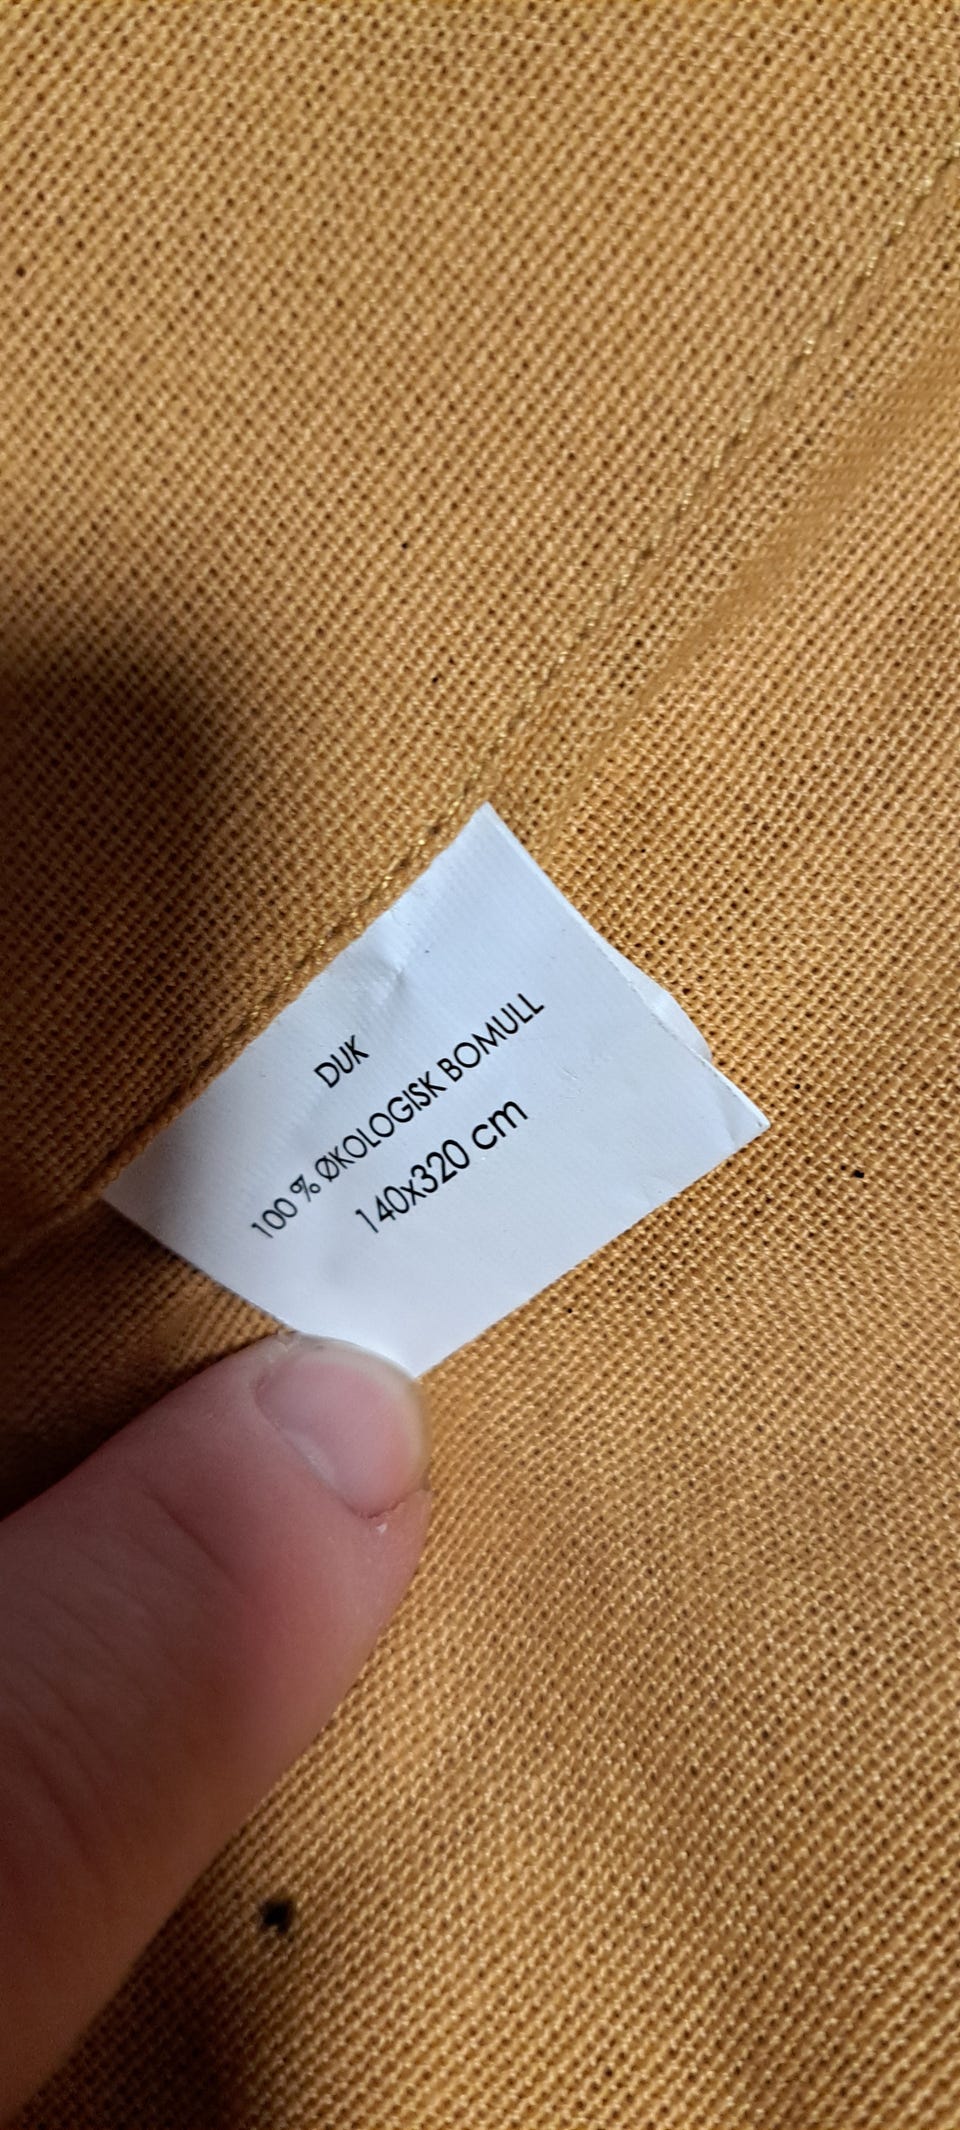 DUK
100 % ØKOLOGISK BOMULL
140x320 cm